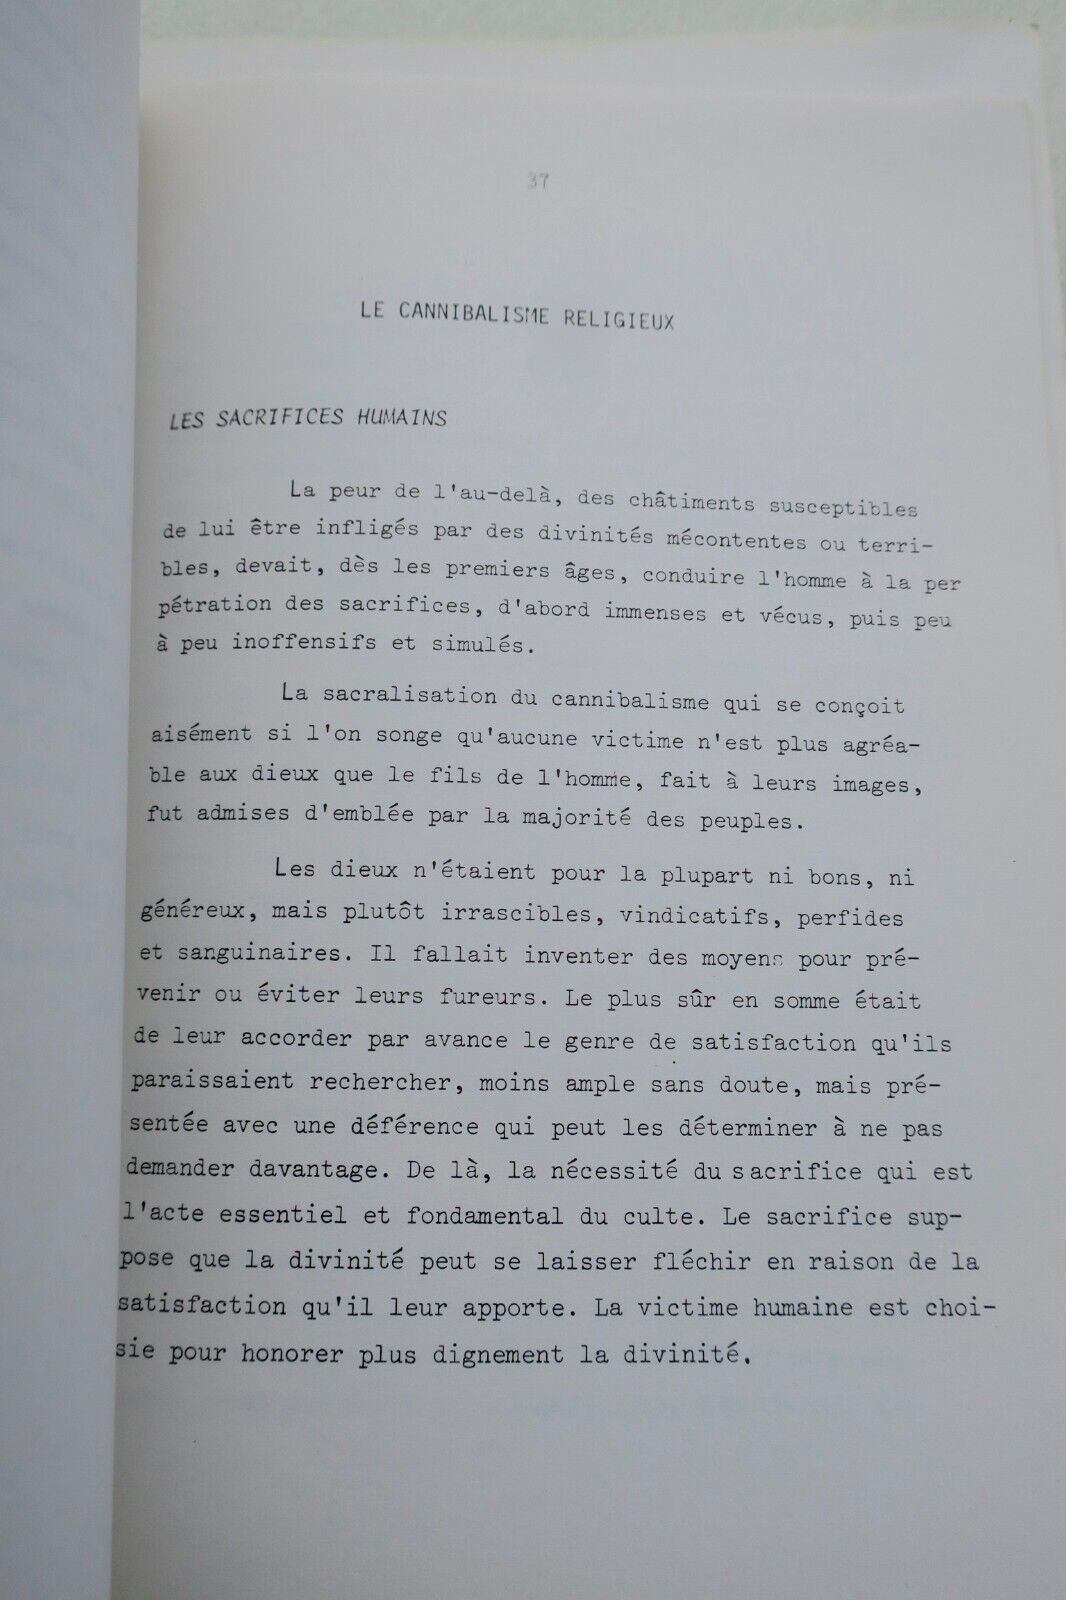 37
LE CANNIBALISME RELIGIEUX
LES SACRIFICES HUMAINS
La peur de l'au-delà, des châtiments susceptibles
de lui être infligés par des divinités mécontentes ou terri-
bles, devait, dès les premiers âges, conduire l'homme à la per
pétration des sacrifices, d'abord immenses et vécus, puis peu
à peu inoffensifs et simulés.
La sacralisation du cannibalisme qui se conçoit
aisément si l'on songe qu'aucune victime n'est plus agréa-
ble aux dieux que le fils de l'homme, fait à leurs images,
fut admises d'emblée par la majorité des peuples.
Les dieux n'étaient pour la plupart ni bons, ni
généreux, mais plutôt irrascibles, vindicatifs, perfides
et sanguinaires. Il fallait inventer des moyens pour pré-
venir ou éviter leurs fureurs. Le plus sûr en somme était
de leur accorder par avance le genre de satisfaction qu'ils
paraissaient rechercher, moins ample sans doute, mais pré-
sentée avec une déférence qui peut les déterminer à ne pas
demander davantage. De là, la nécessité du sacrifice qui est
l'acte essentiel et fondamental du culte. Le sacrifice sup-
pose que la divinité peut se laisser fléchir en raison de la
satisfaction qu'il leur apporte. La victime humaine est choi-
sie pour honorer plus dignement la divinité.